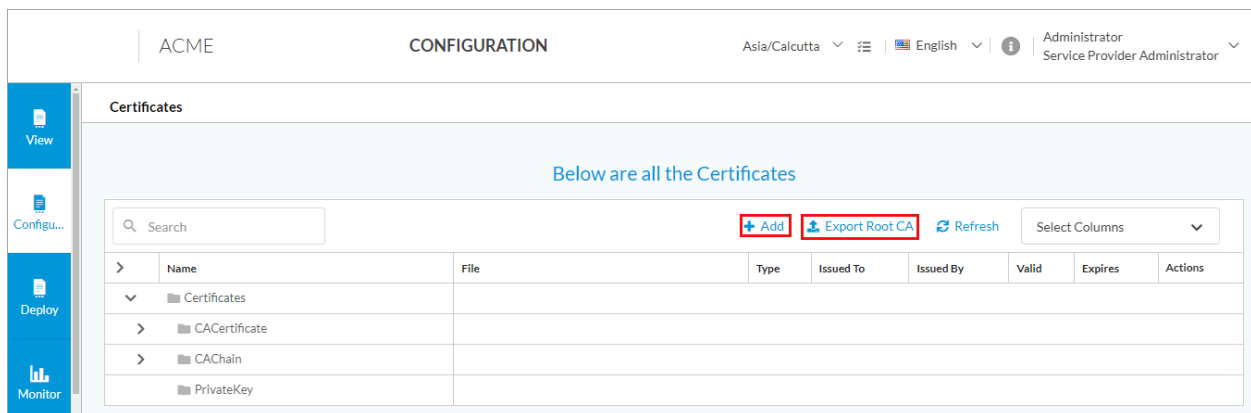 ACME
CONFIGURATION
Asia/Calcutta
English
Administrator
Service Provider Administrator
View
Configu...
Deploy
Monitor
Certificates
Below are all the Certificates
Search
Add
Export Root CA
Refresh
Select Columns
Name File Type Issued To Issued By Valid Expires Actions
Certificates
CACertificate
CAChain
PrivateKey